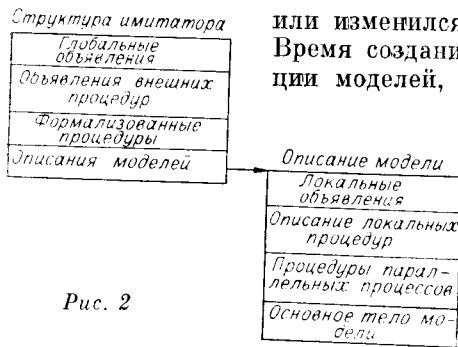 Структура имитатора
Глобальные
объявления
Объявления внешних
процедур
Формализованные
процедуры
Описания моделей
или изменился
Время создани
ции моделей,
Описание модели
Локальные
объявления
Описание локальных
процедур
Процедуры парал-
лельных процессов
Основное тело мо-
дели
Рис. 2